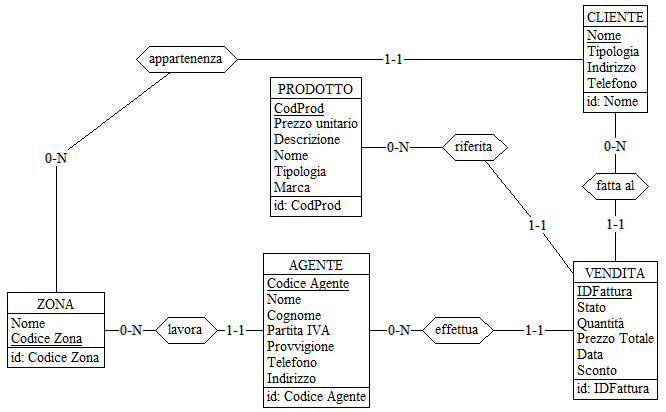 CLIENTE
Nome
Tipologia
Indirizzo
Telefono
id: Nome
appartenenza
1-1
PRODOTTO
CodProd
Prezzo unitario
Descrizione
Nome
Tipologia
Marca
id: CodProd
0-N
riferita
0-N
0-N
fatta al
1-1
1-1
AGENTE
Codice Agente
Nome
Cognome
Partita IVA
Provvigione
Telefono
Indirizzo
id: Codice Agente
VENDITA
IDFattura
Stato
Quantità
Prezzo Totale
Data
Sconto
id: IDFattura
ZONA
Nome
Codice Zona
id: Codice Zona
0-N
lavora
1-1
0-N
effettua
1-1